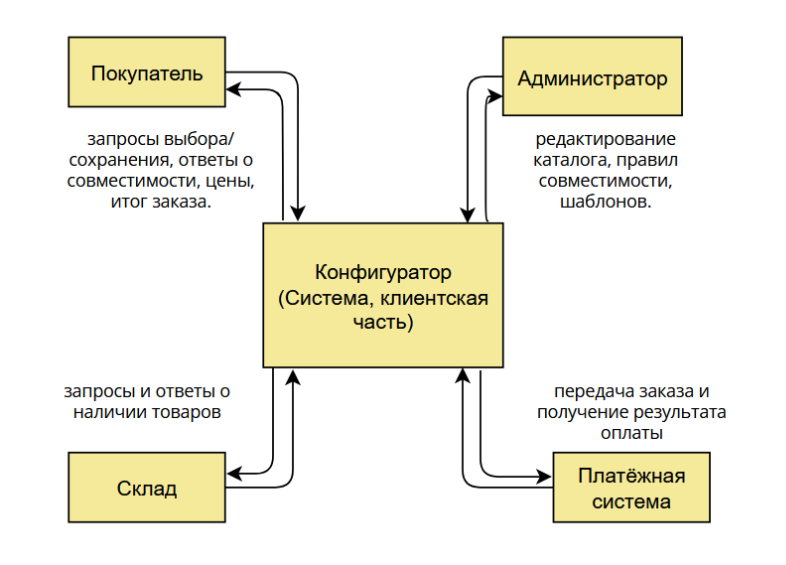 Покупатель
Администратор
запросы выбора/
сохранения, ответы о
совместимости, цены,
итог заказа.
редактирование
каталога, правил
совместимости,
шаблонов.
Конфигуратор
(Система, клиентская
часть)
запросы и ответы о
наличии товаров
передача заказа и
получение результата
оплаты
Склад
Платёжная
система